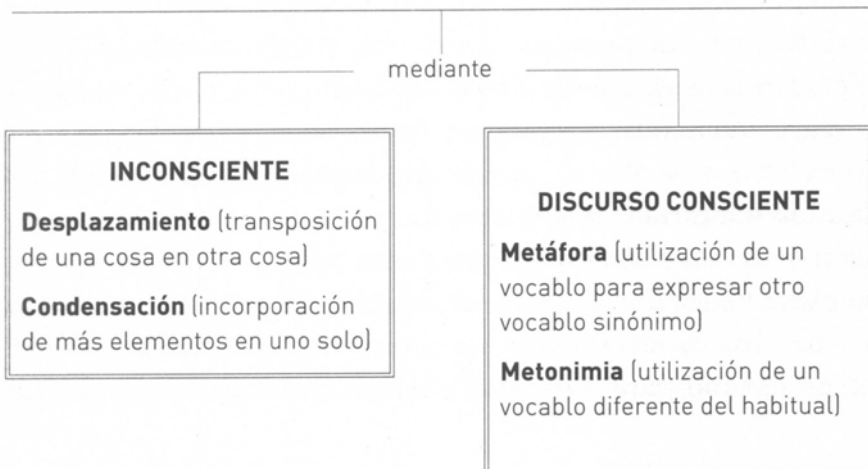 mediante
INCONSCIENTE
Desplazamiento (transposición
de una cosa en otra cosa)
Condensación (incorporación
de más elementos en uno solo)
DISCURSO CONSCIENTE
Metáfora (utilización de un
vocablo para expresar otro
vocablo sinónimo)
Metonimia (utilización de un
vocablo diferente del habitual)